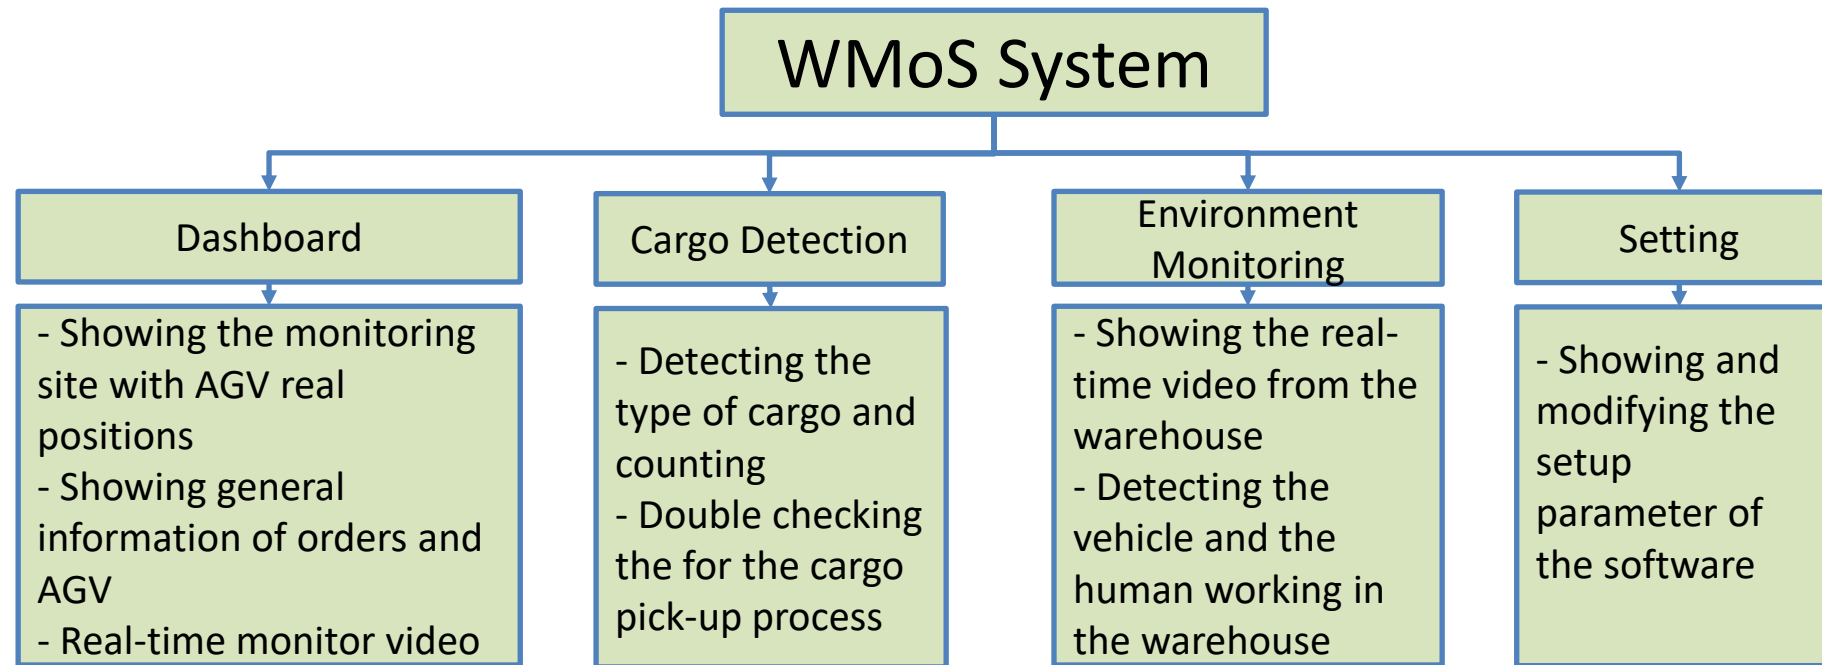 WMoS System
Dashboard
Cargo Detection
Environment
Monitoring
Setting
- Showing the monitoring
site with AGV real
positions
- Showing general
information of orders and
AGV
- Real-time monitor video
- Detecting the
type of cargo and
counting
- Double checking
the for the cargo
pick-up process
- Showing the real-
time video from the
warehouse
- Detecting the
vehicle and the
human working in
the warehouse
- Showing and
modifying the
setup
parameter of
the software